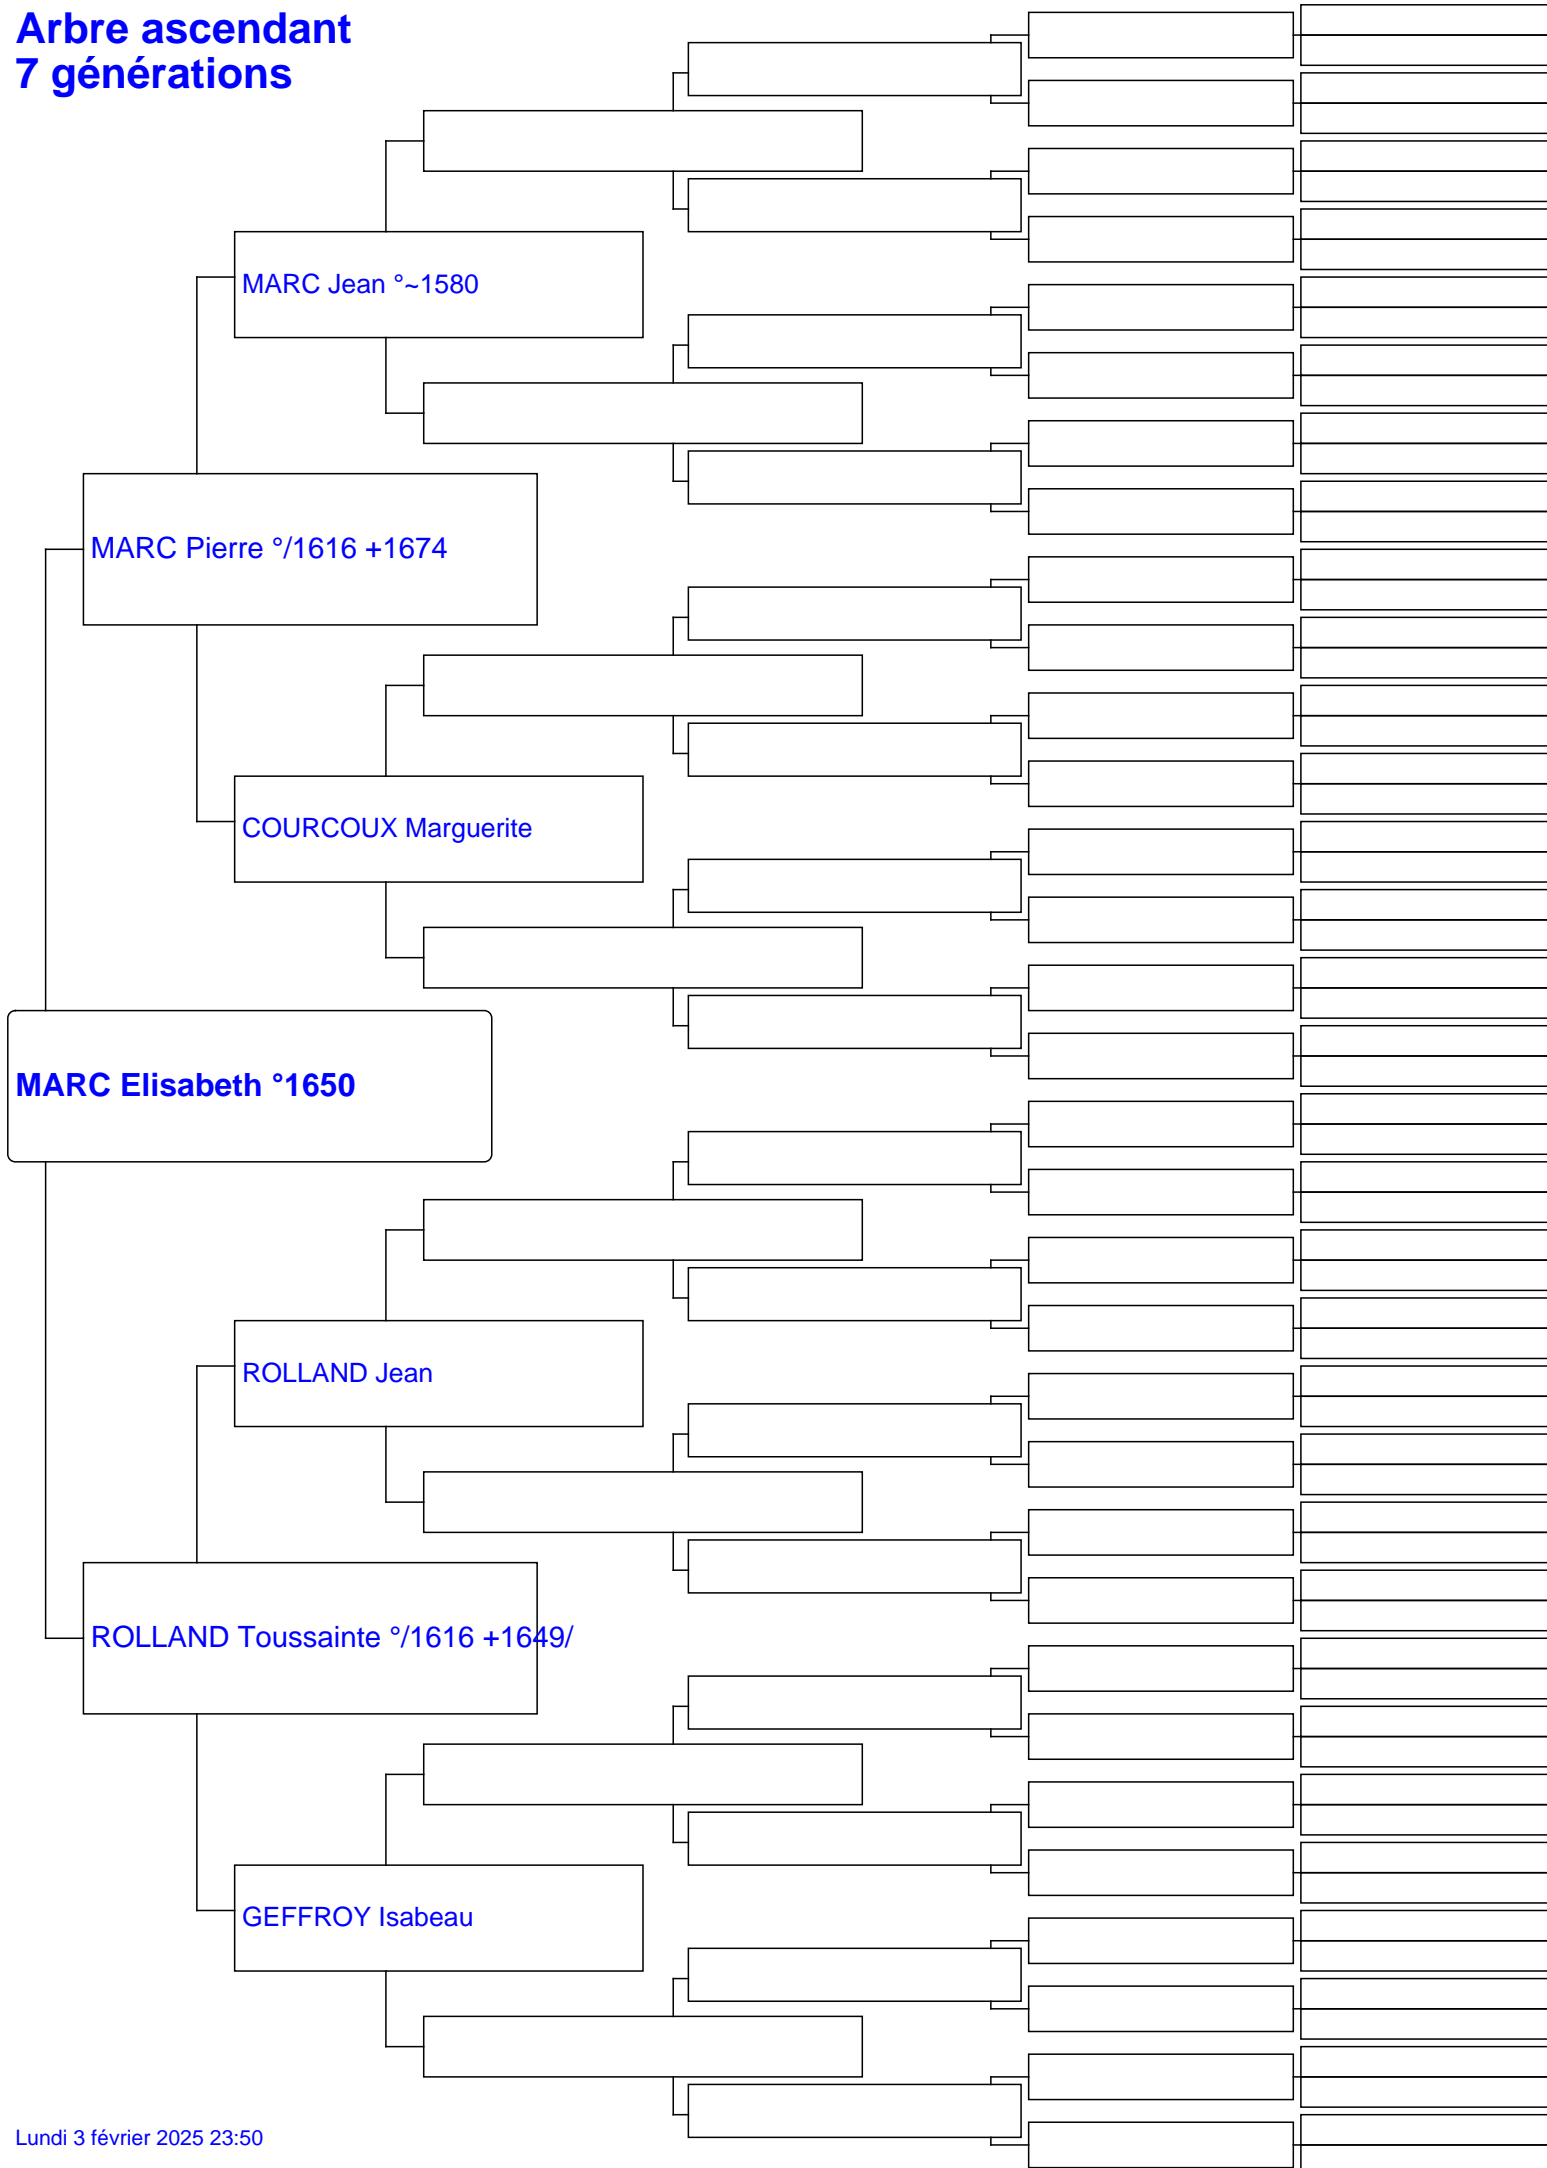 Arbre ascendant
7 générations
MARC Jean °~1580
MARC Pierre °/1616 +1674
COURCOUX Marguerite
MARC Elisabeth °1650
ROLLAND Jean
ROLLAND Toussainte °/1616 +1649/
GEFFROY Isabeau
Lundi 3 février 2025 23:50